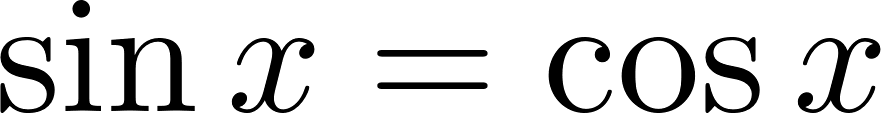 sin x = cos x